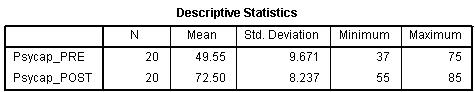 Descriptive Statistics
N Mean Std. Deviation Minimum Maximum
Psycap_PRE 20 49.55 9.671 37 75
Psycap_POST 20 72.50 8.237 55 85